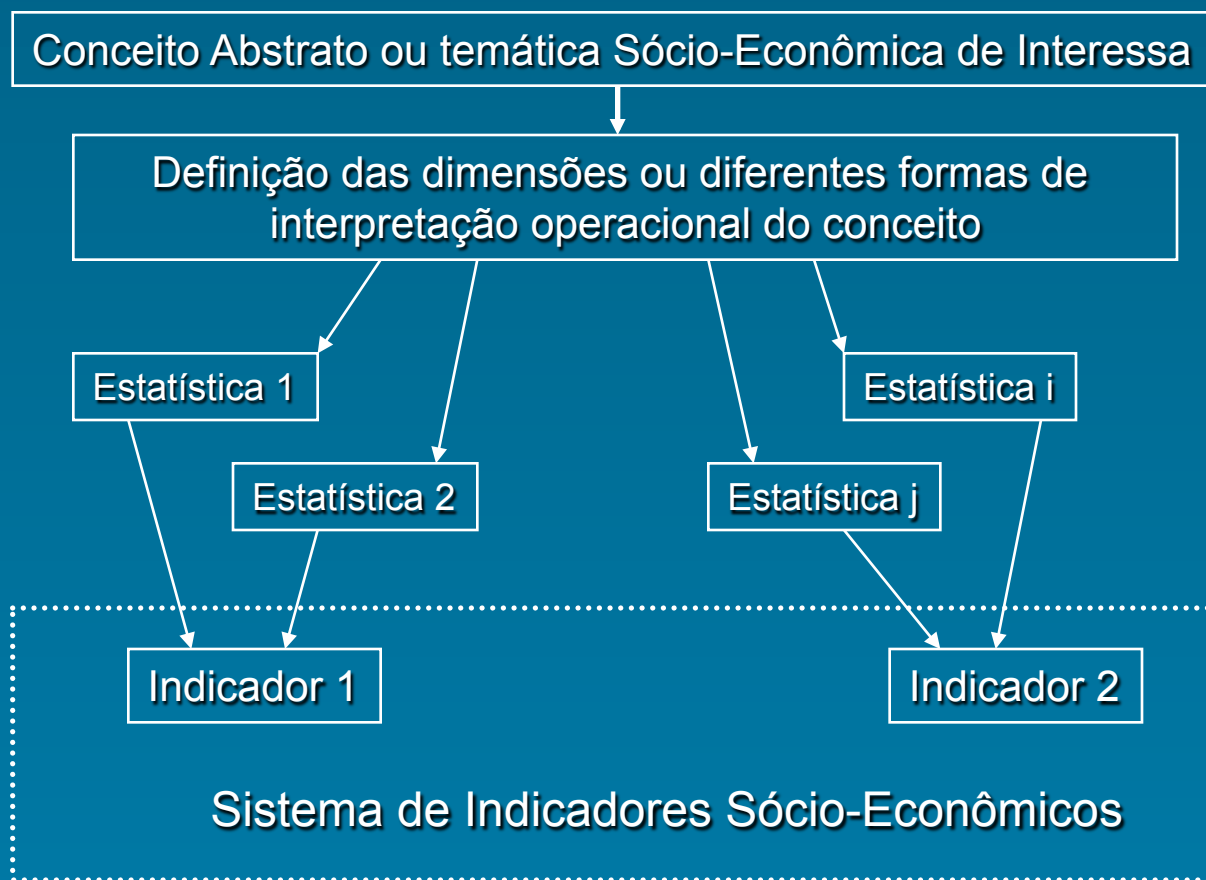 Conceito Abstrato ou temática Sócio-Econômica de Interessa
Definição das dimensões ou diferentes formas de
interpretação operacional do conceito
Estatística 1
Estatística i
Estatística 2
Estatística j
Indicador 1
Indicador 2
Sistema de Indicadores Sócio-Econômicos